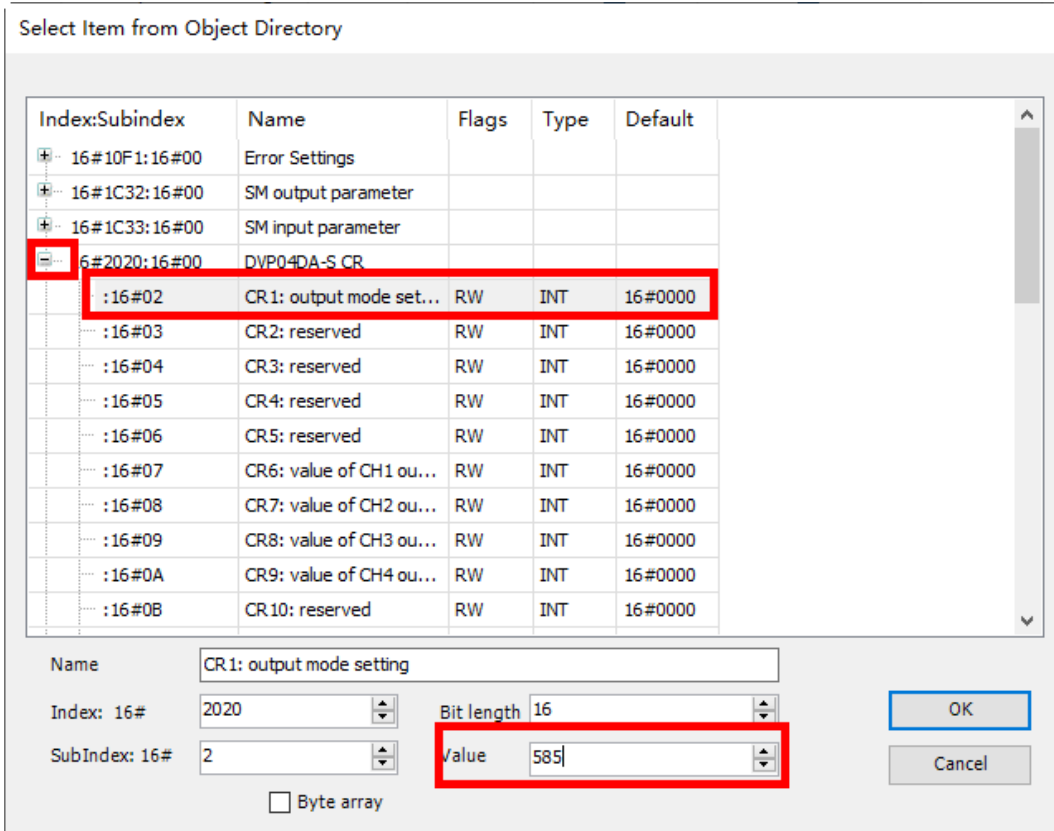 Select Item from Object Directory
Index:Subindex Name Flags Type Default
16#10F1:16#00 Error Settings
16#1C32:16#00 SM output parameter
16#1C33:16#00 SM input parameter
6#2020:16#00 DVP04DA-S CR
:16#02 CR1: output mode set... RW INT 16#0000
:16#03 CR2: reserved RW INT 16#0000
:16#04 CR3: reserved RW INT 16#0000
:16#05 CR4: reserved RW INT 16#0000
:16#06 CR5: reserved RW INT 16#0000
:16#07 CR6: value of CH1 ou... RW INT 16#0000
:16#08 CR7: value of CH2 ou... RW INT 16#0000
:16#09 CR8: value of CH3 ou... RW INT 16#0000
:16#0A CR9: value of CH4 ou... RW INT 16#0000
:16#0B CR10: reserved RW INT 16#0000
Name CR1: output mode setting
Index: 16# 2020 Bit length 16 OK
SubIndex: 16# 2 Value 585 Cancel
Byte array